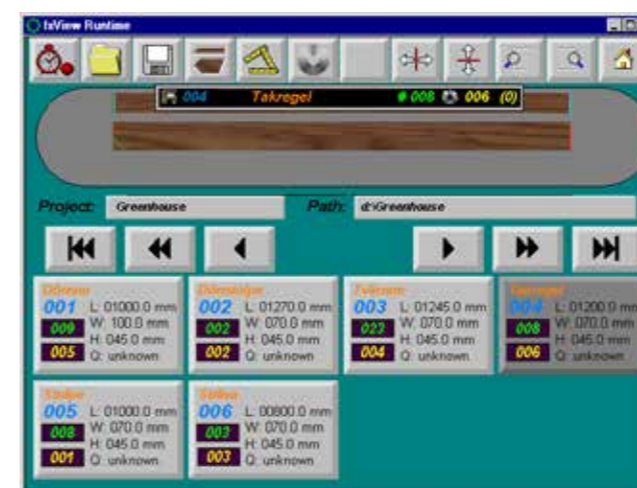 lxView Runtime
004 Takregel # 008 006 (0)
Project: Greenhouse Path: d:\Greenhouse
001 L: 01000.0 mm
009 W: 100.0 mm
H: 045.0 mm
005 Q: unknown
002 L: 01270.0 mm
002 W: 070.0 mm
H: 045.0 mm
002 Q: unknown
003 L: 01245.0 mm
023 W: 070.0 mm
H: 045.0 mm
004 Q: unknown
004 L: 01200.0 mm
008 W: 070.0 mm
H: 045.0 mm
006 Q: unknown
005 L: 01000.0 mm
008 W: 070.0 mm
H: 045.0 mm
001 Q: unknown
006 L: 00800.0 mm
003 W: 070.0 mm
H: 045.0 mm
003 Q: unknown